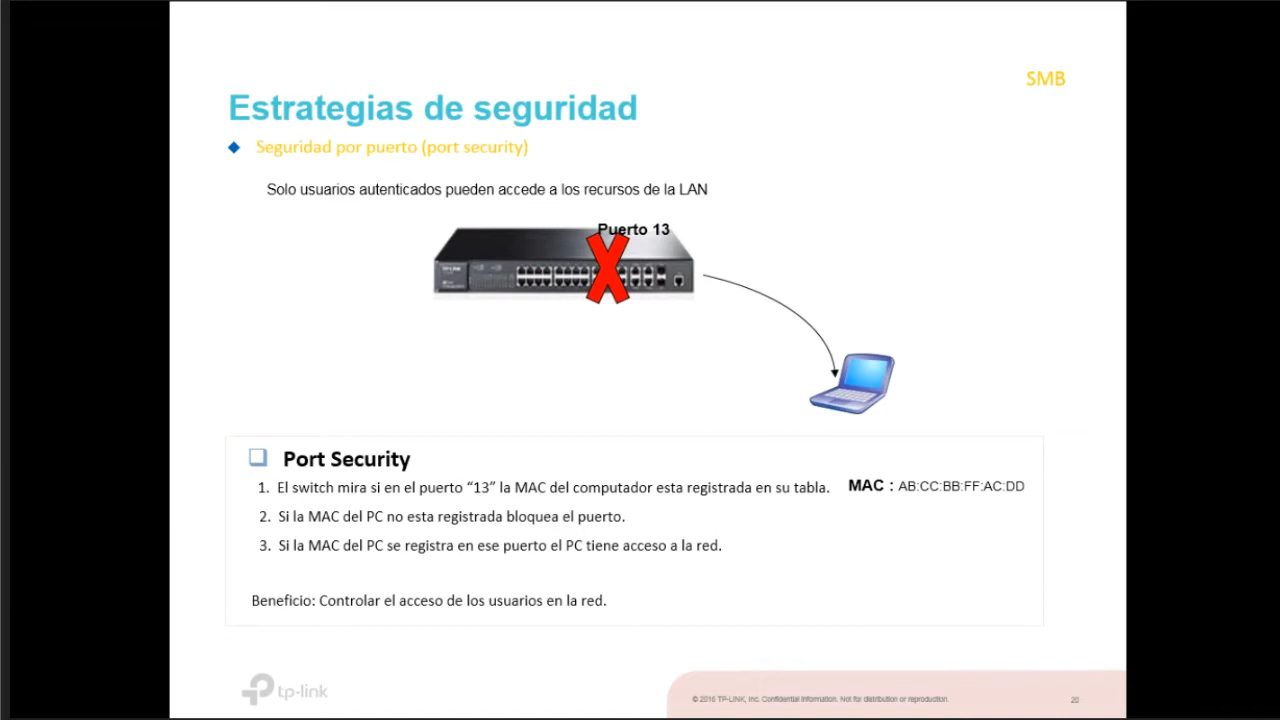 SMB
Estrategias de seguridad
Seguridad por puerto (port security)
Solo usuarios autenticados pueden accede a los recursos de la LAN
Puerto 13
TP-LINK
Port Security
1. El switch mira si en el puerto “13” la MAC del computador esta registrada en su tabla.
MAC : AB:CC:BB:FF:AC:DD
2. Si la MAC del PC no esta registrada bloquea el puerto.
3. Si la MAC del PC se registra en ese puerto el PC tiene acceso a la red.
Beneficio: Controlar el acceso de los usuarios en la red.
tp-link
© 2016 TP-LINK, Inc. Confidential Information. Not for distribution or reproduction.
20